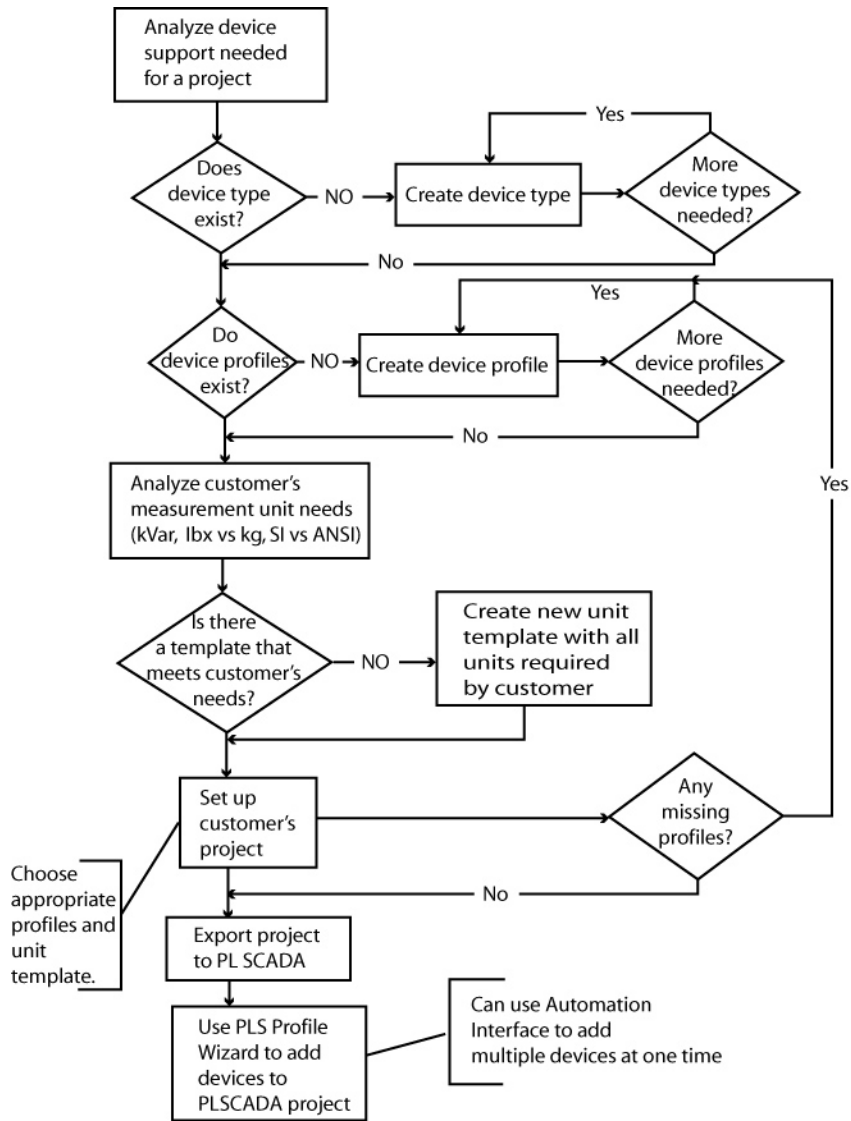 Analyze device
support needed
for a project
Yes
Does
device type
exist?
NO
Create device type
More
device types
needed?
No
Yes
Do
device profiles
exist?
NO
Create device profile
More
device profiles
needed?
No
Analyze customer's
measurement unit needs
(kVar, Ibx vs kg, SI vs ANSI)
Yes
Is there
a template that
meets customer's
needs?
NO
Create new unit
template with all
units required
by customer
Set up
customer's
project
Any
missing
profiles?
Choose
appropriate
profiles and
unit
template.
No
Export project
to PL SCADA
Use PLS Profile
Wizard to add
devices to
PLSCADA project
Can use Automation
Interface to add
multiple devices at one time